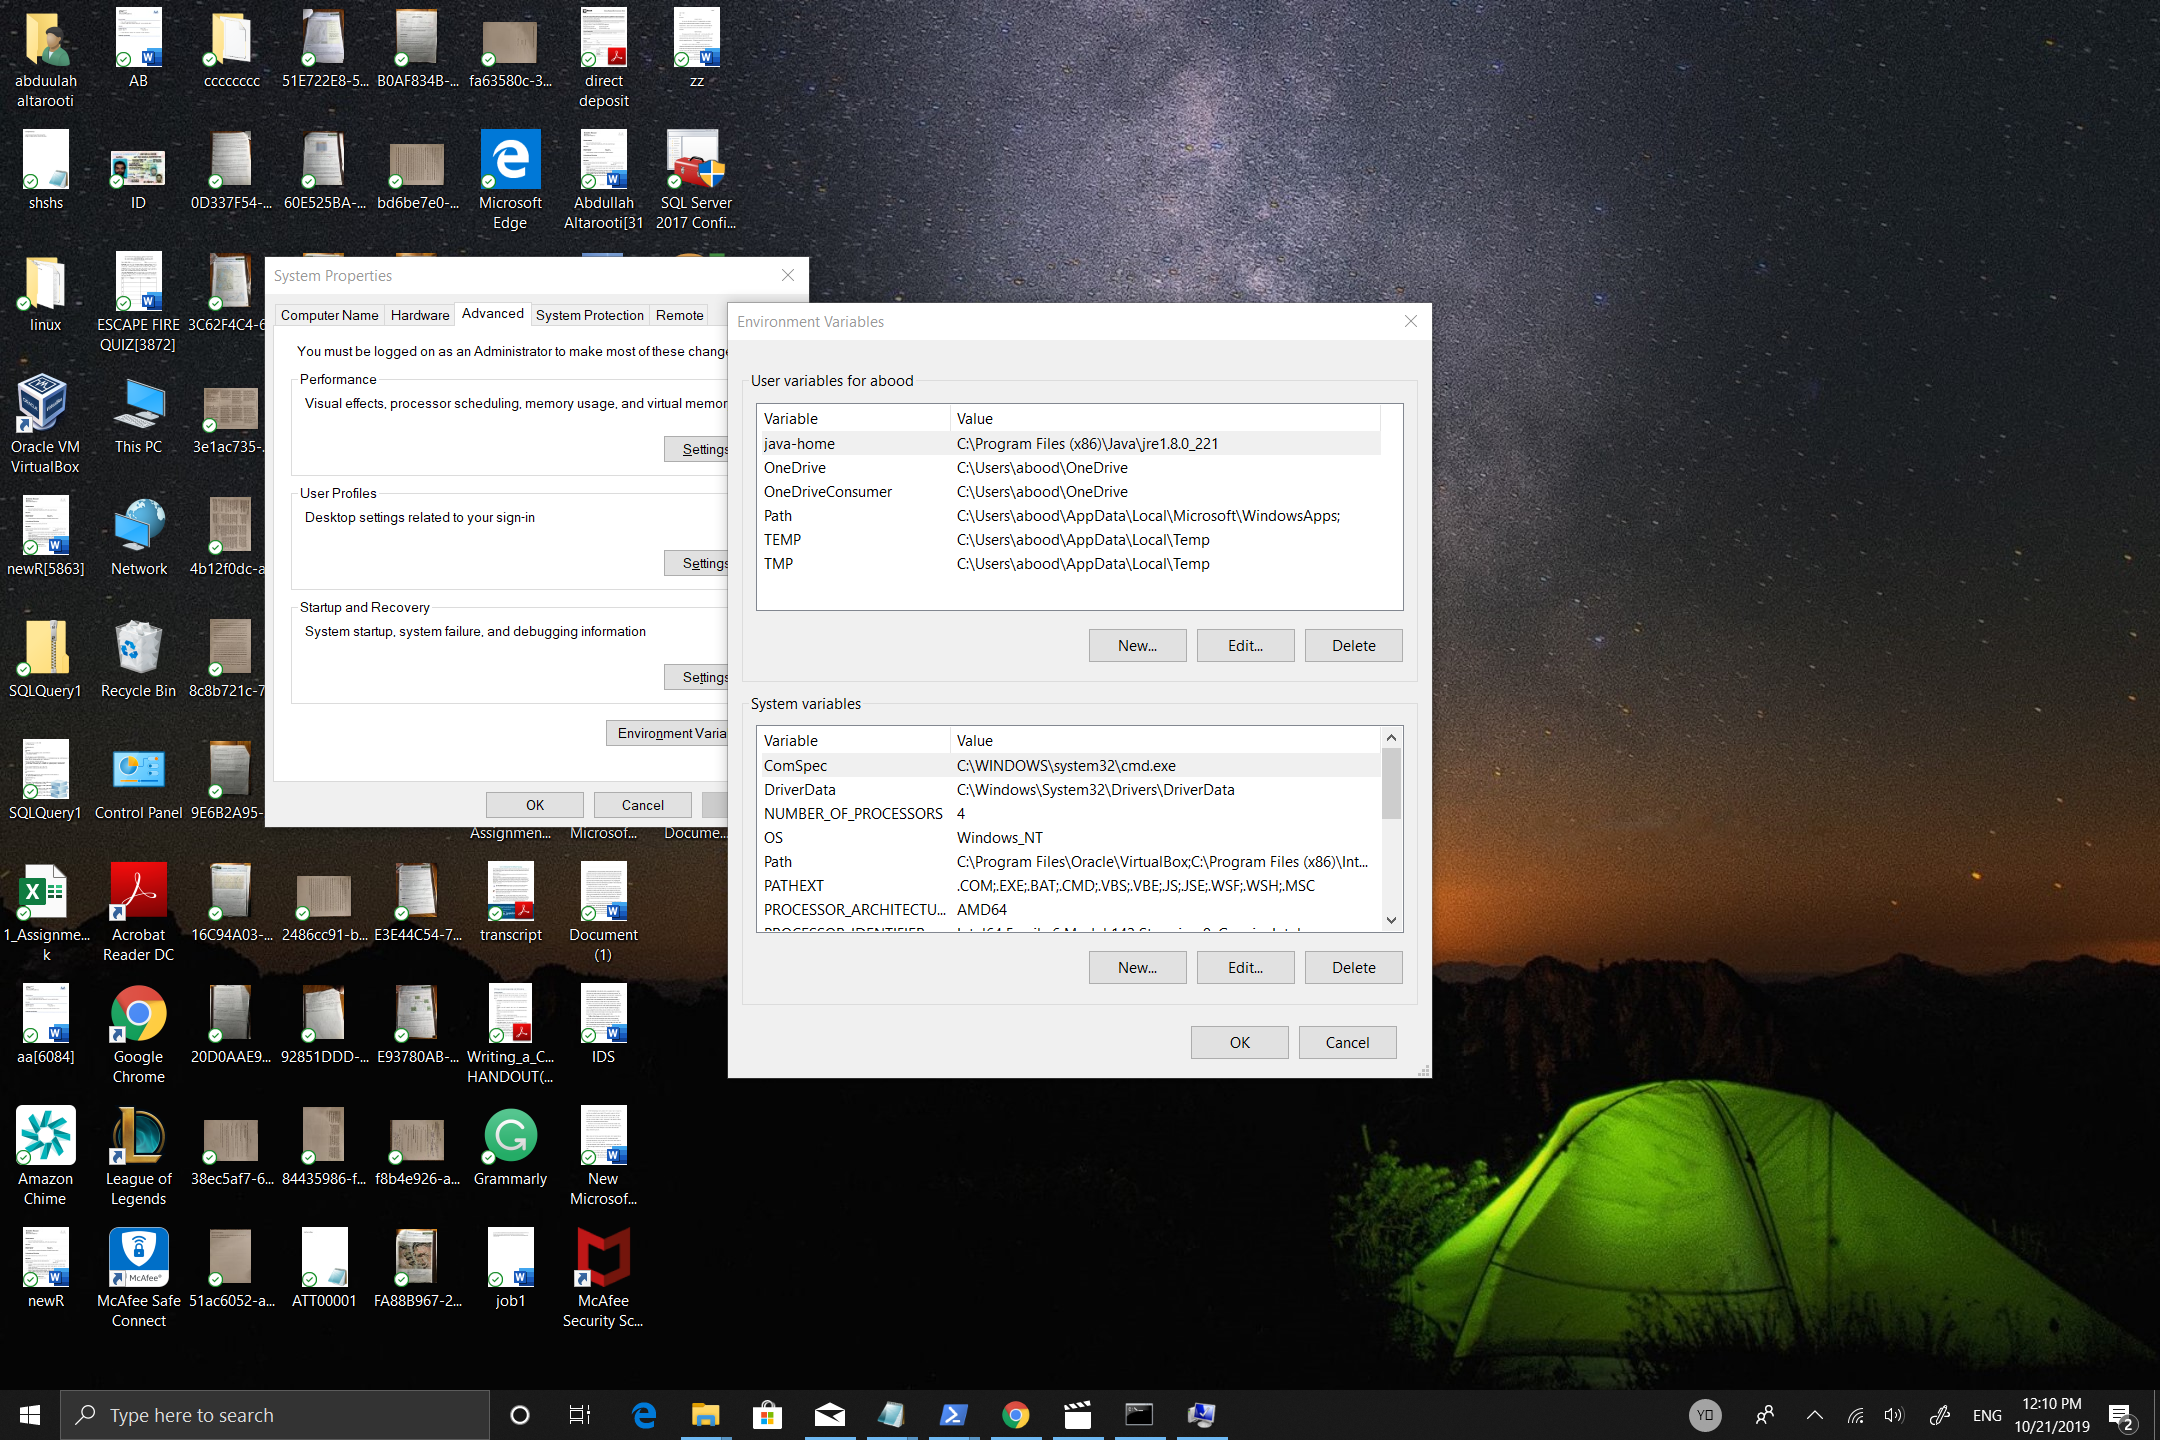 abduulah
altarooti
AB
cccccccc
51E722E8-5...
B0AF834B-...
fa63580c-3...
direct
deposit
zz
shshs
ID
0D337F54-...
60E525BA-...
bd6be7e0-...
Microsoft
Edge
Abdullah
Altarooti[31
SQL Server
2017 Confi...
linux
ESCAPE FIRE
QUIZ[3872]
3C62F4C4-6
Oracle VM
VirtualBox
This PC
3e1ac735-.
newR[5863]
Network
4b12f0dc-a
SQLQuery1
Recycle Bin
8c8b721c-7
SQLQuery1
Control Panel
9E6B2A95-
Assignmen...
Microsof...
Docume...
1_Assignme...
k
Acrobat
Reader DC
16C94A03-...
2486cc91-b...
E3E44C54-7...
transcript
Document
(1)
aa[6084]
Google
Chrome
20D0AAE9...
92851DDD-...
E93780AB-...
Writing_a_C...
HANDOUT(...
IDS
Amazon
Chime
League of
Legends
38ec5af7-6...
84435986-f...
f8b4e926-a...
Grammarly
New
Microsof...
newR
McAfee®
McAfee Safe
Connect
51ac6052-a...
ATT00001
FA88B967-2...
job1
McAfee
Security Sc...
System Properties
Computer Name
Hardware
Advanced
System Protection
Remote
You must be logged on as an Administrator to make most of these change
Performance
Visual effects, processor scheduling, memory usage, and virtual memor
Settings
User Profiles
Desktop settings related to your sign-in
Settings
Startup and Recovery
System startup, system failure, and debugging information
Settings
Environment Varia
OK
Cancel
Environment Variables
User variables for abood
Variable Value
java-home C:\Program Files (x86)\Java\jre1.8.0_221
OneDrive C:\Users\abood\OneDrive
OneDriveConsumer C:\Users\abood\OneDrive
Path C:\Users\abood\AppData\Local\Microsoft\WindowsApps;
TEMP C:\Users\abood\AppData\Local\Temp
TMP C:\Users\abood\AppData\Local\Temp
New...
Edit...
Delete
System variables
Variable Value
ComSpec C:\WINDOWS\system32\cmd.exe
DriverData C:\Windows\System32\Drivers\DriverData
NUMBER_OF_PROCESSORS 4
OS Windows_NT
Path C:\Program Files\Oracle\VirtualBox;C:\Program Files (x86)\Int...
PATHEXT .COM;.EXE;.BAT;.CMD;.VBS;.VBE;.JS;.JSE;.WSF;.WSH;.MSC
PROCESSOR_ARCHITECTU... AMD64
New...
Edit...
Delete
OK
Cancel
Type here to search
ENG
12:10 PM
10/21/2019
2